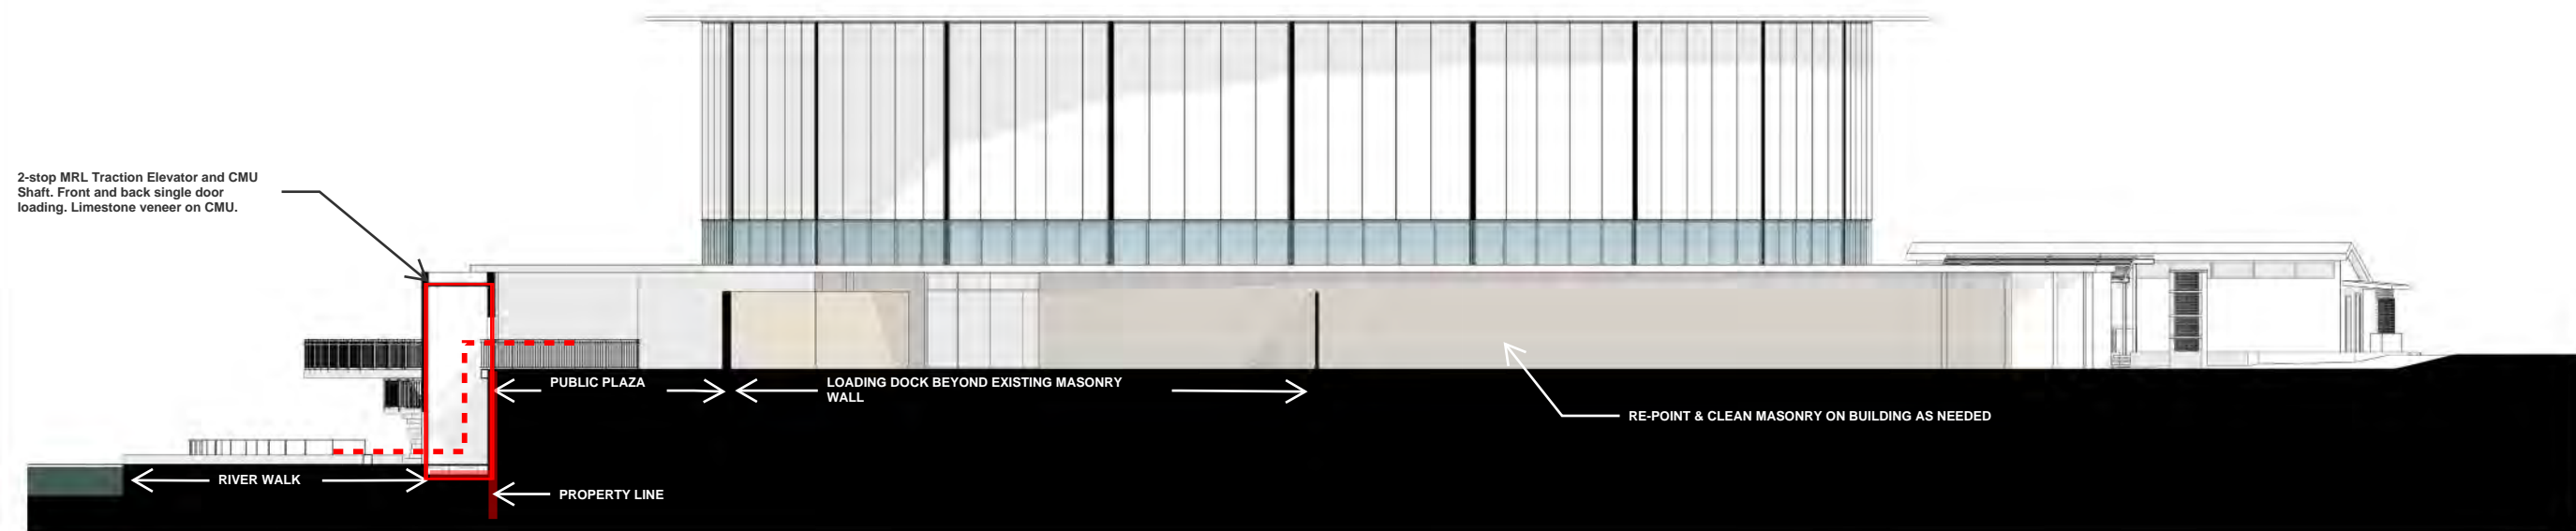 2-stop MRL Traction Elevator and CMU
Shaft. Front and back single door
loading. Limestone veneer on CMU.
PUBLIC PLAZA
LOADING DOCK BEYOND EXISTING MASONRY
WALL
RE-POINT & CLEAN MASONRY ON BUILDING AS NEEDED
RIVER WALK
PROPERTY LINE